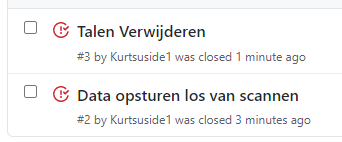 Talen Verwijderen
#3 by Kurtsuside1 was closed 1 minute ago
Data opsturen los van scannen
#2 by Kurtsuside1 was closed 3 minutes ago